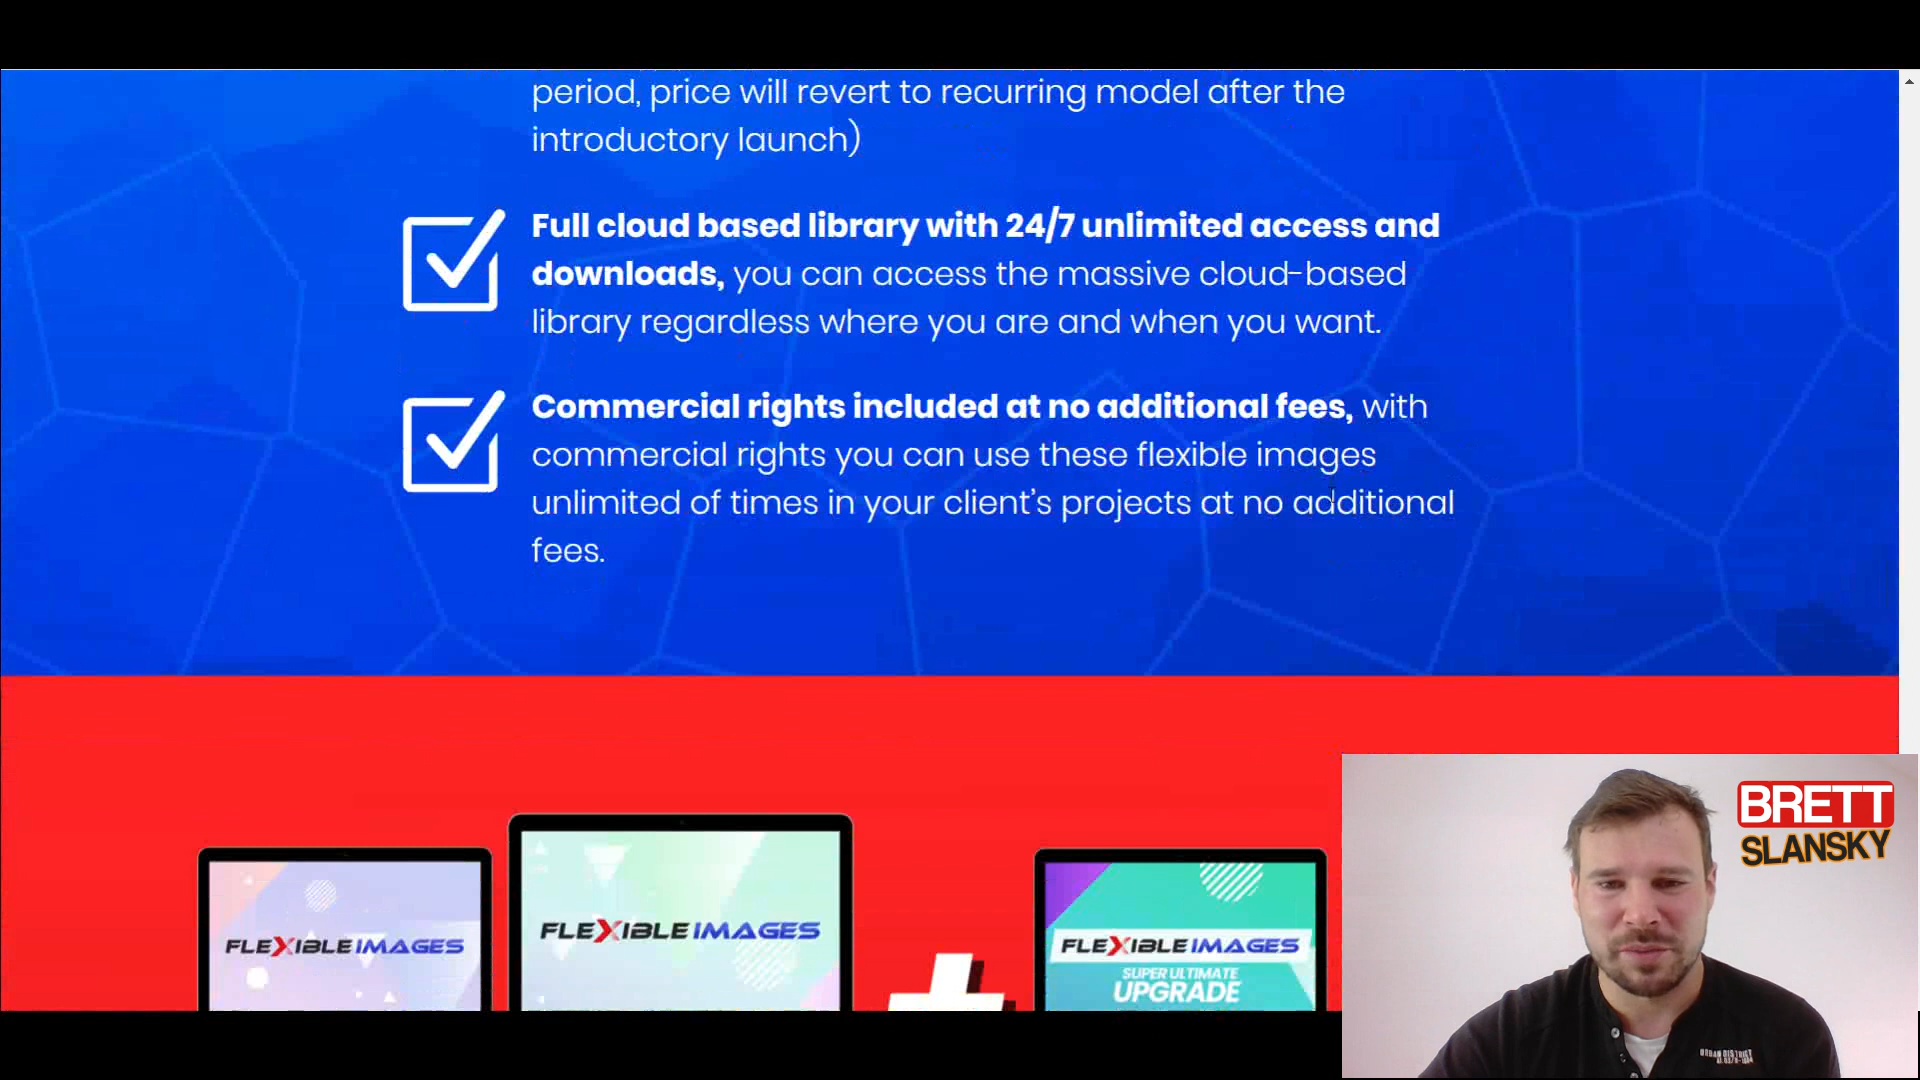 period, price will revert to recurring model after the
introductory launch)
Full cloud based library with 24/7 unlimited access and
downloads, you can access the massive cloud-based
library regardless where you are and when you want.
Commercial rights included at no additional fees, with
commercial rights you can use these flexible images
unlimited of times in your client's projects at no additional
fees.
FLEXIBLE IMAGES
FLEXIBLE IMAGES
FLEXIBLE IMAGES
SUPER ULTIMATE
UPGRADE
BRETT
SLANSKY
URBAN DISTRICT